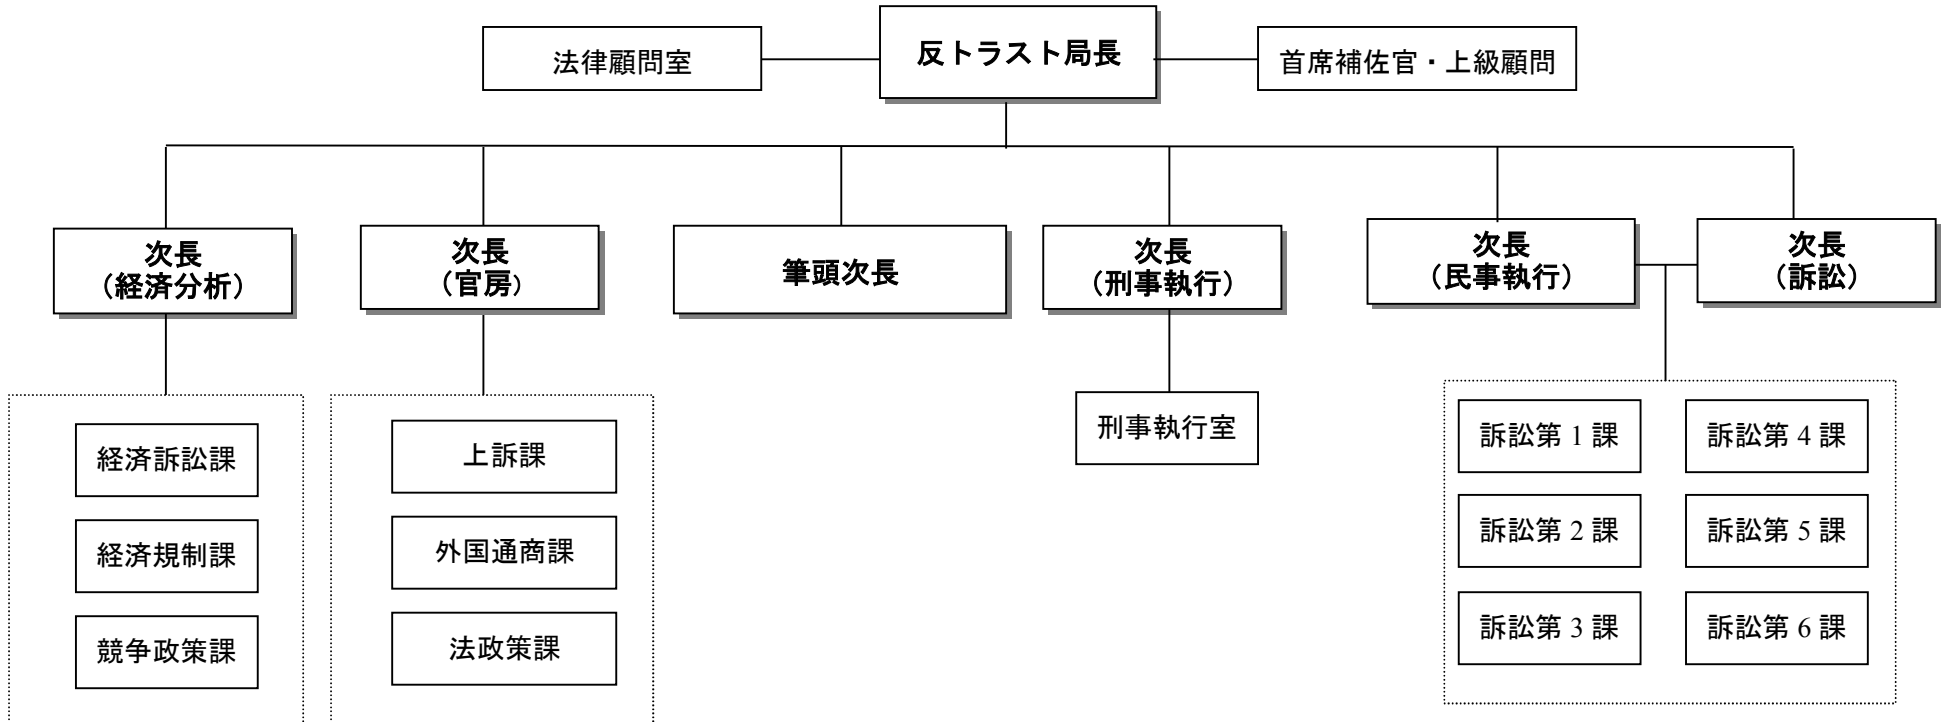 法律顧問室
反トラスト局長
首席補佐官・上級顧問
次長
（経済分析）
次長
（官房）
筆頭次長
次長
（刑事執行）
次長
（民事執行）
次長
（訴訟）
経済訴訟課
経済規制課
競争政策課
上訴課
外国通商課
法政策課
刑事執行室
訴訟第 1 課
訴訟第 4 課
訴訟第 2 課
訴訟第 5 課
訴訟第 3 課
訴訟第 6 課